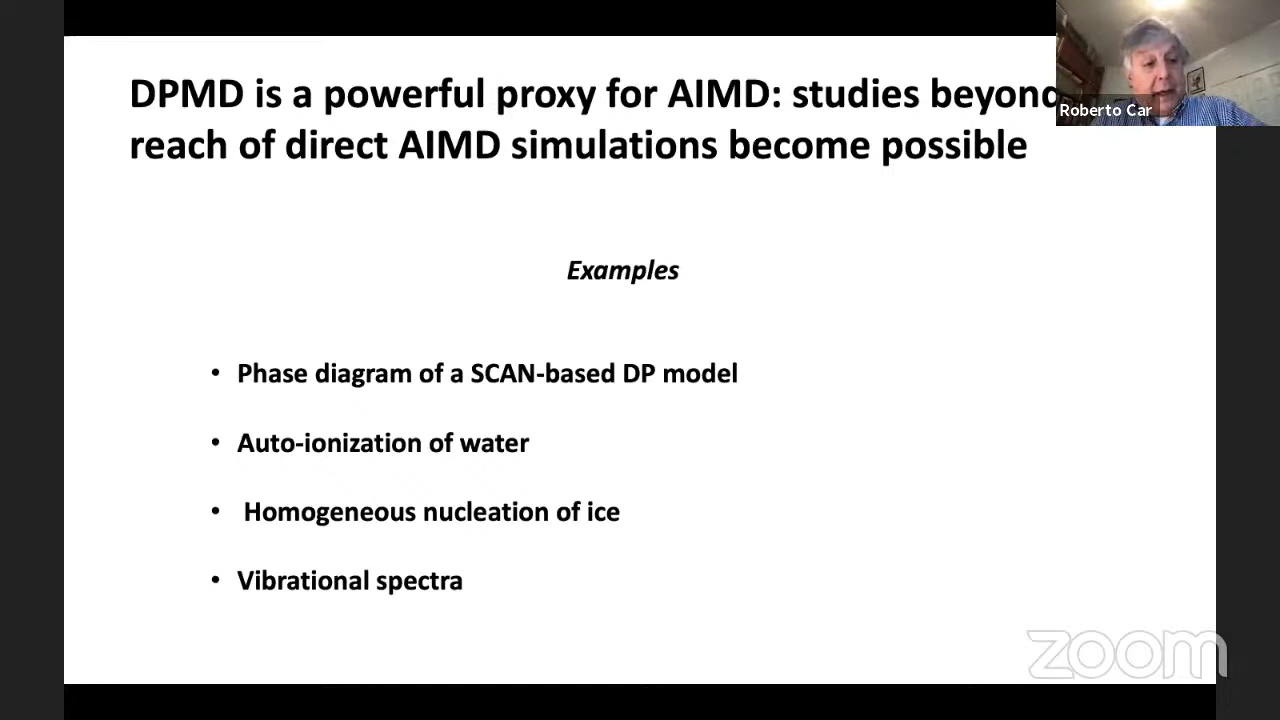 DPMD is a powerful proxy for AIMD: studies beyond
reach of direct AIMD simulations become possible
Roberto Car
Examples
• Phase diagram of a SCAN-based DP model
• Auto-ionization of water
• Homogeneous nucleation of ice
• Vibrational spectra
zoom